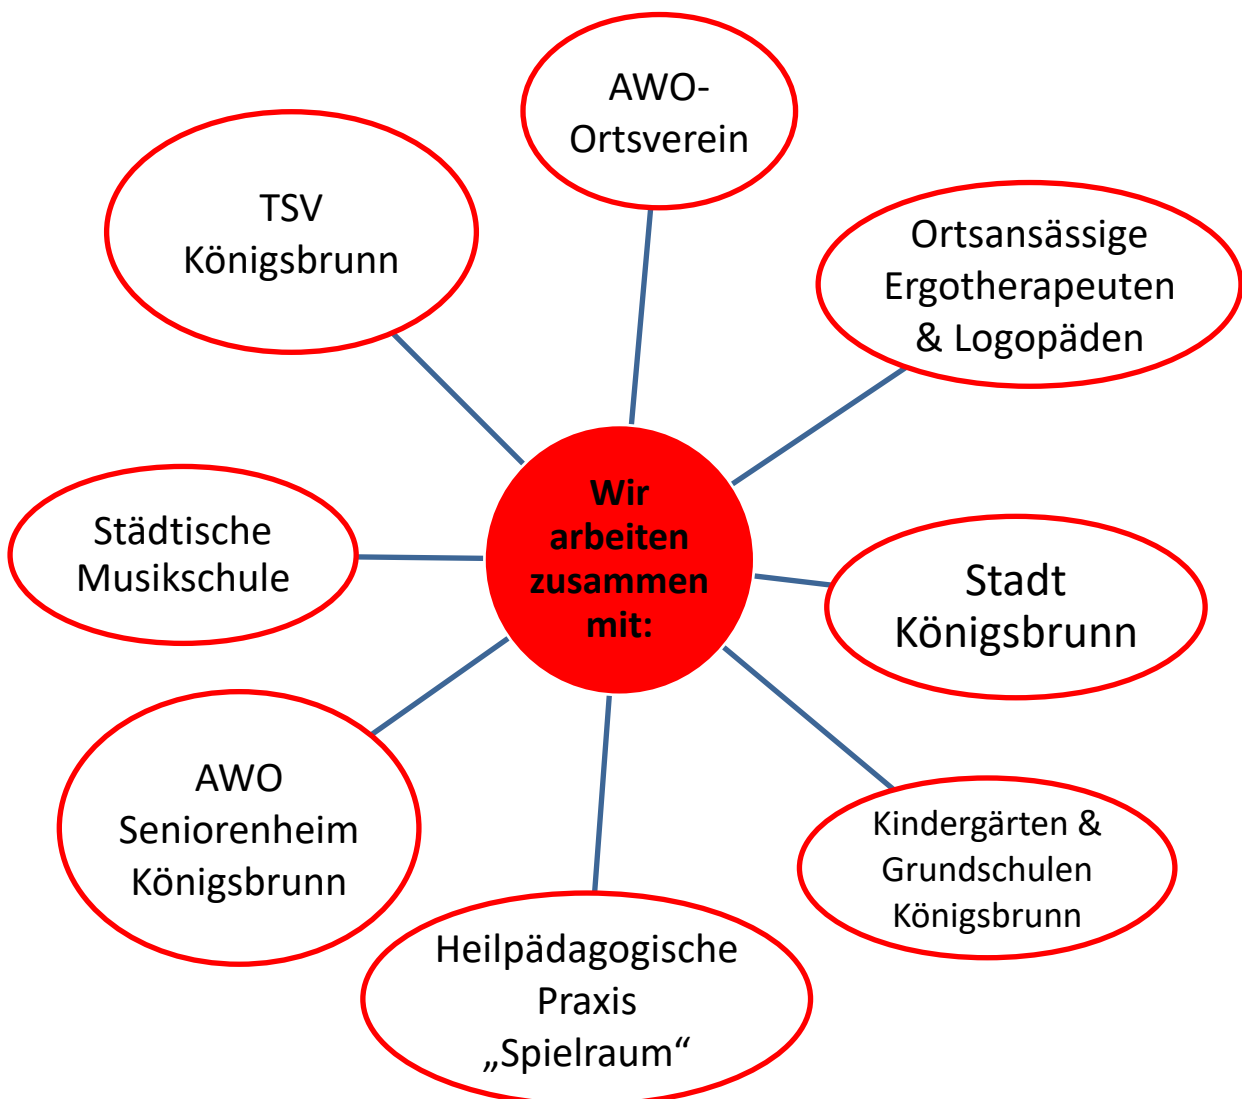 AWO-
Ortsverein
TSV
Königsbrunn
Ortsansässige
Ergotherapeuten
& Logopäden
Wir
arbeiten
zusammen
mit:
Städtische
Musikschule
Stadt
Königsbrunn
AWO
Seniorenheim
Königsbrunn
Kindergärten &
Grundschulen
Königsbrunn
Heilpädagogische
Praxis
„Spielraum“